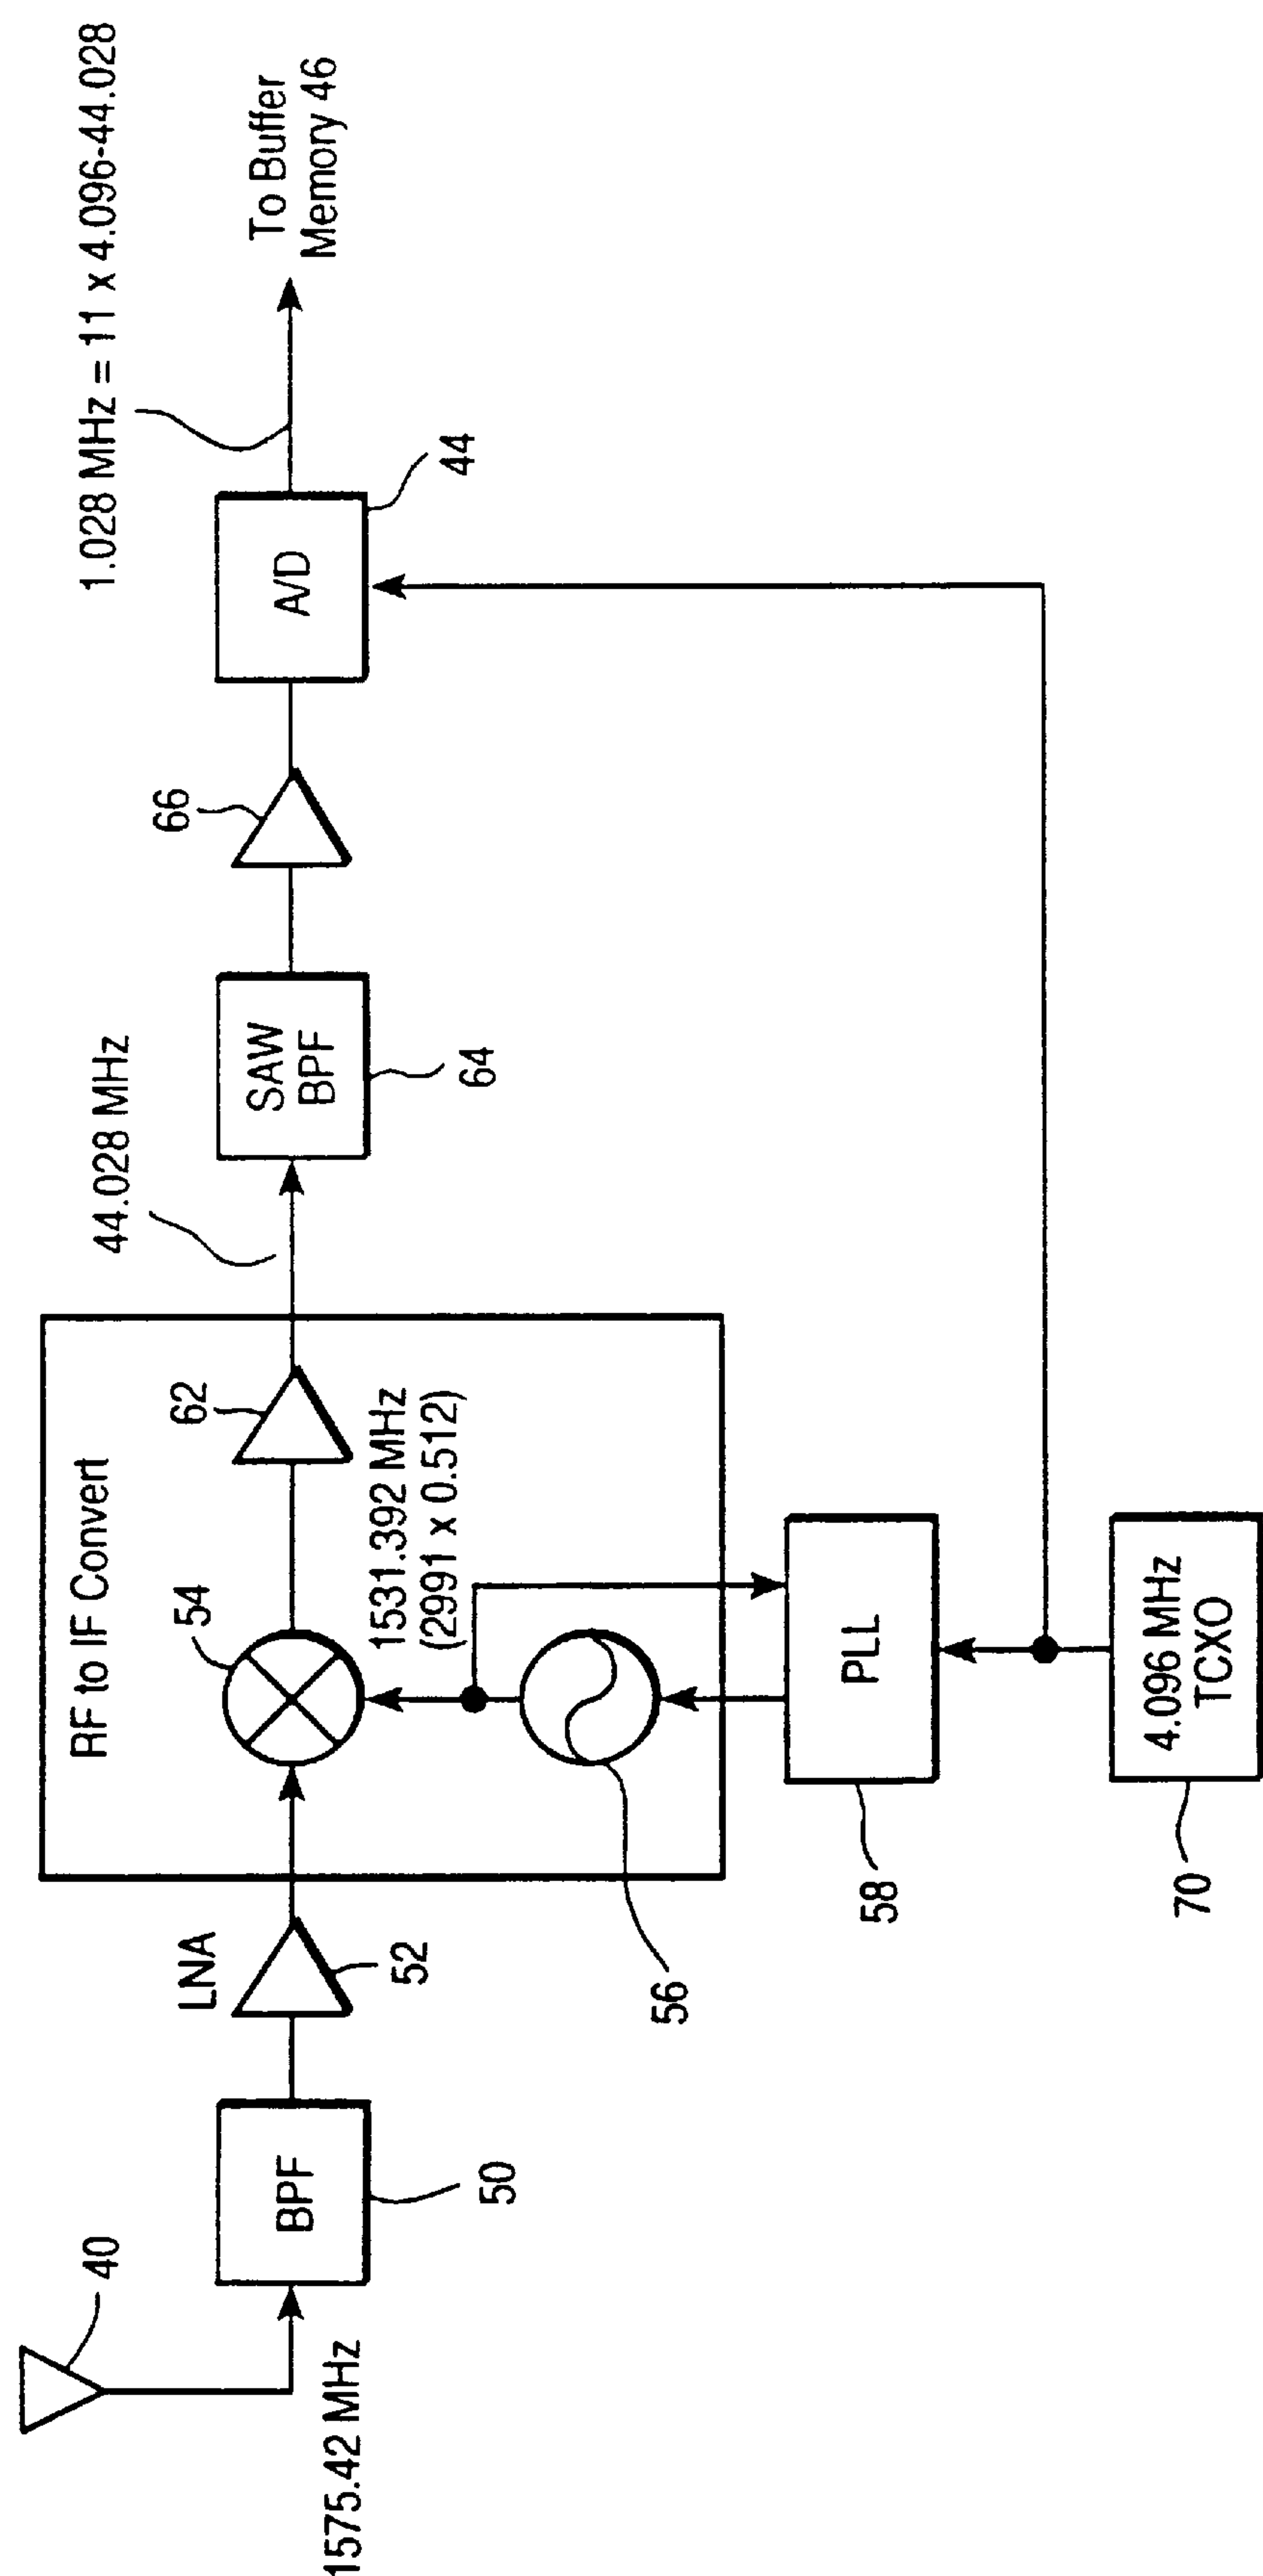 40
1575.42 MHz
BPF
50
LNA
52
RF to IF Convert
54
56
1531.392 MHz
(2991 x 0.512)
62
PLL
58
4.096 MHz
TCXO
70
44.028 MHz
SAW
BPF
64
66
A/D
44
1.028 MHz = 11 x 4.096-44.028
To Buffer
Memory 46